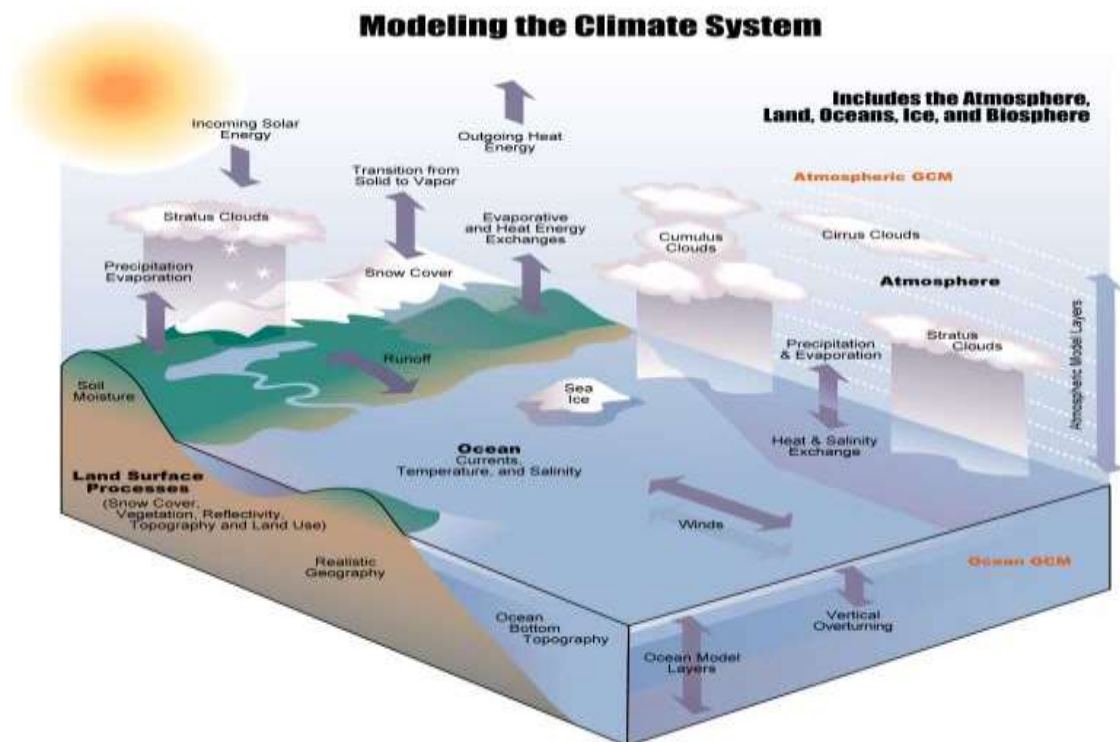 Modeling the Climate System
Includes the Atmosphere,
Land, Oceans, Ice, and Biosphere
Incoming Solar
Energy
Outgoing Heat
Energy
Transition from
Solid to Vapor
Atmospheric GCM
Stratus Clouds
Evaporative
and Heat Energy
Exchanges
Cumulus
Clouds
Cirrus Clouds
Precipitation
Evaporation
Snow Cover
Atmosphere
Atmospheric Model Layers
Stratus
Clouds
Precipitation
& Evaporation
Runoff
Soil
Moisture
Sea
Ice
Heat & Salinity
Exchange
Ocean
Currents,
Temperature, and Salinity
Land Surface
Processes
(Snow Cover,
Vegetation, Reflectivity,
Topography and Land Use)
Winds
Realistic
Geography
Ocean GCM
Ocean
Bottom
Topography
Vertical
Overturning
Ocean Model
Layers